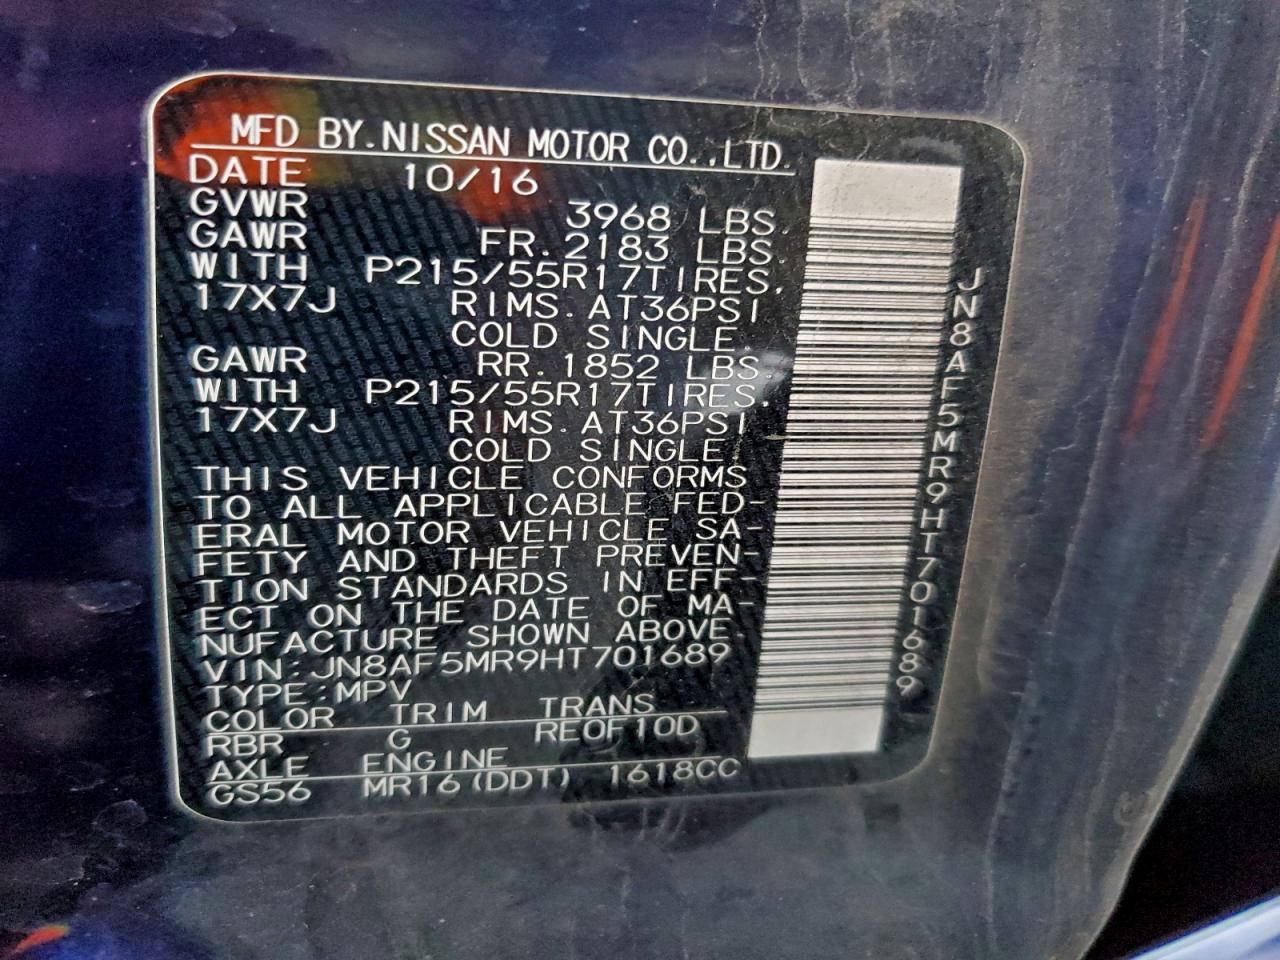 MFD BY.NISSAN MOTOR CO.,LTD.
DATE 10/16
GVWR 3968 LBS.
GAWR FR. 2183 LBS.
WITH P215/55R17TIRES,
17X7J RIMS. AT36PSI
COLD SINGLE.
GAWR RR. 1852 LBS.
WITH P215/55R17TIRES,
17X7J RIMS. AT36PSI
COLD SINGLE.
THIS VEHICLE CONFORMS
TO ALL APPLICABLE FED-
ERAL MOTOR VEHICLE SA-
FETY AND THEFT PREVEN-
TION STANDARDS IN EFF-
ECT ON THE DATE OF MA-
NUFACTURE SHOWN ABOVE.
VIN:JN8AF5MR9HT701689
TYPE:MPV
COLOR TRIM TRANS
RBR G RE0F10D
AXLE ENGINE
GS56 MR16(DDT) 1618CC
JN8AF5MR9HT701689